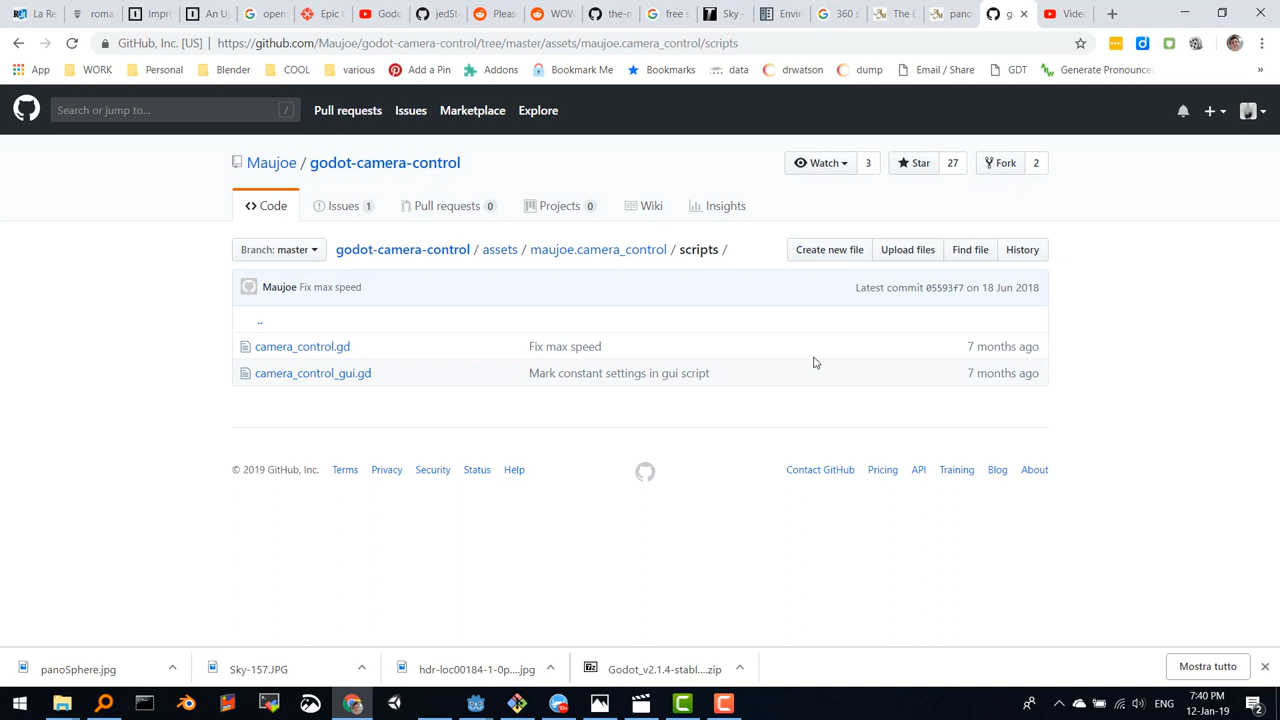 La Re
roma
Impre
An Up
open
Epic G
Godo
jedSt
Pleas
WOW
the-n
free s
Sky -
Envir
360 s
The E
pano
Video
GitHub, Inc. [US] https://github.com/Maujoe/godot-camera-control/tree/master/assets/maujoe.camera_control/scripts
App WORK Personal Blender COOL various Add a Pin Addons Bookmark Me Bookmarks data drwatson dump Email / Share GDT Generate Pronounce
Search or jump to... / Pull requests Issues Marketplace Explore
Maujoe / godot-camera-control Watch 3 Star 27 Fork 2
Code Issues 1 Pull requests 0 Projects 0 Wiki Insights
Branch: master godot-camera-control / assets / maujoe.camera_control / scripts / Create new file Upload files Find file History
Maujoe Fix max speed Latest commit 05593f7 on 18 Jun 2018
..
camera_control.gd Fix max speed 7 months ago
camera_control_gui.gd Mark constant settings in gui script 7 months ago
© 2019 GitHub, Inc. Terms Privacy Security Status Help Contact GitHub Pricing API Training Blog About
panoSphere.jpg Sky-157.JPG hdr-loc00184-1-0p....jpg Godot_v2.1.4-stabl....zip Mostra tutto
ENG 7:40 PM
12-Jan-19 2